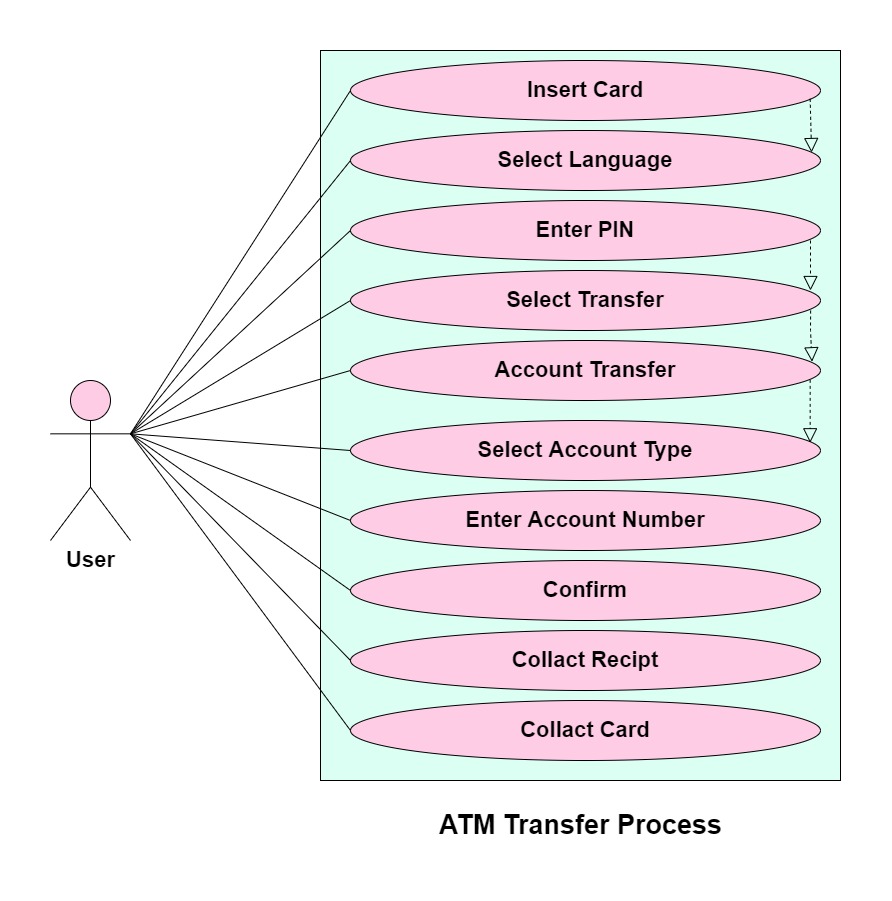 Insert Card
Select Language
Enter PIN
Select Transfer
Account Transfer
Select Account Type
Enter Account Number
Confirm
Collact Recipt
Collact Card
User
ATM Transfer Process